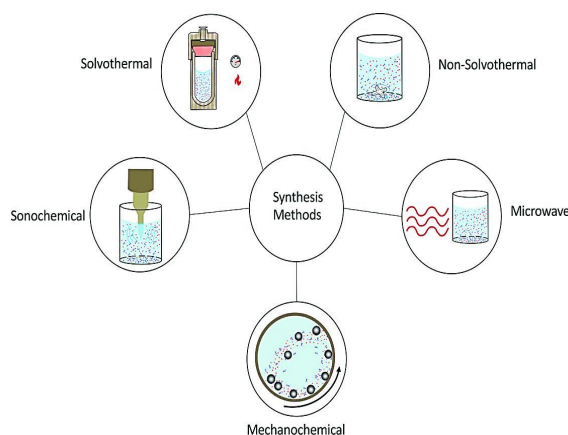 Solvothermal
Non-Solvothermal
Sonochemical
Synthesis
Methods
Microwave
Mechanochemical